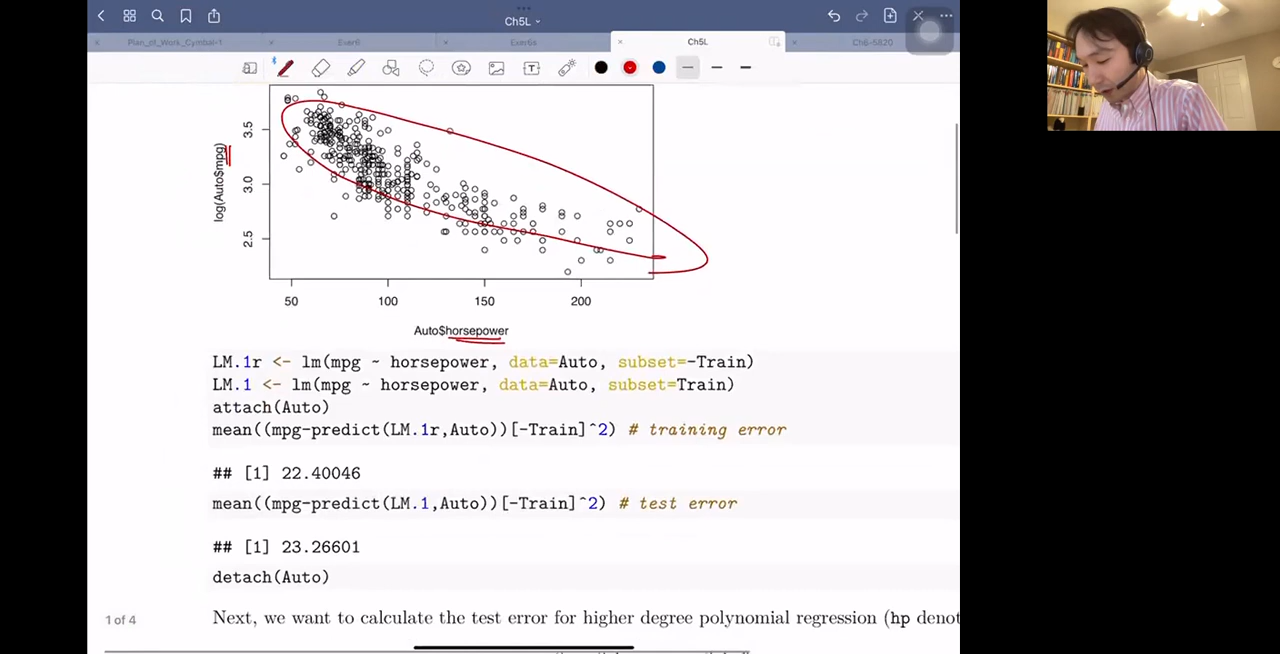 Ch5L
Plan_of_Work_Cymbal-1
Exer6
Exer6s
Ch5L
Ch6-5820
log(Auto$mpg)
3.5
3.0
2.5
50
100
150
200
Auto$horsepower
LM.1r <- lm(mpg ~ horsepower, data=Auto, subset=-Train)
LM.1 <- lm(mpg ~ horsepower, data=Auto, subset=Train)
attach(Auto)
mean((mpg-predict(LM.1r,Auto))[-Train]^2) # training error
## [1] 22.40046
mean((mpg-predict(LM.1,Auto))[-Train]^2) # test error
## [1] 23.26601
detach(Auto)
1 of 4
Next, we want to calculate the test error for higher degree polynomial regression (hp denot